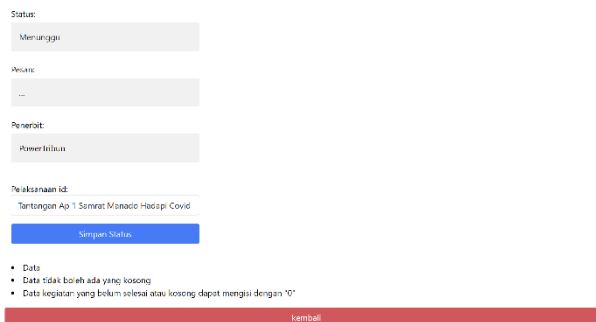 Status:
Menunggu
Pesan:
...
Penerbit:
Powertribun
Pelaksanaan id:
Tantangan Ap 1 Samrat Manado Hadapi Covid
Simpan Status
• Data
• Data tidak boleh ada yang kosong
• Data kegiatan yang belum selesai atau kosong dapat mengisi dengan "0"
kembali